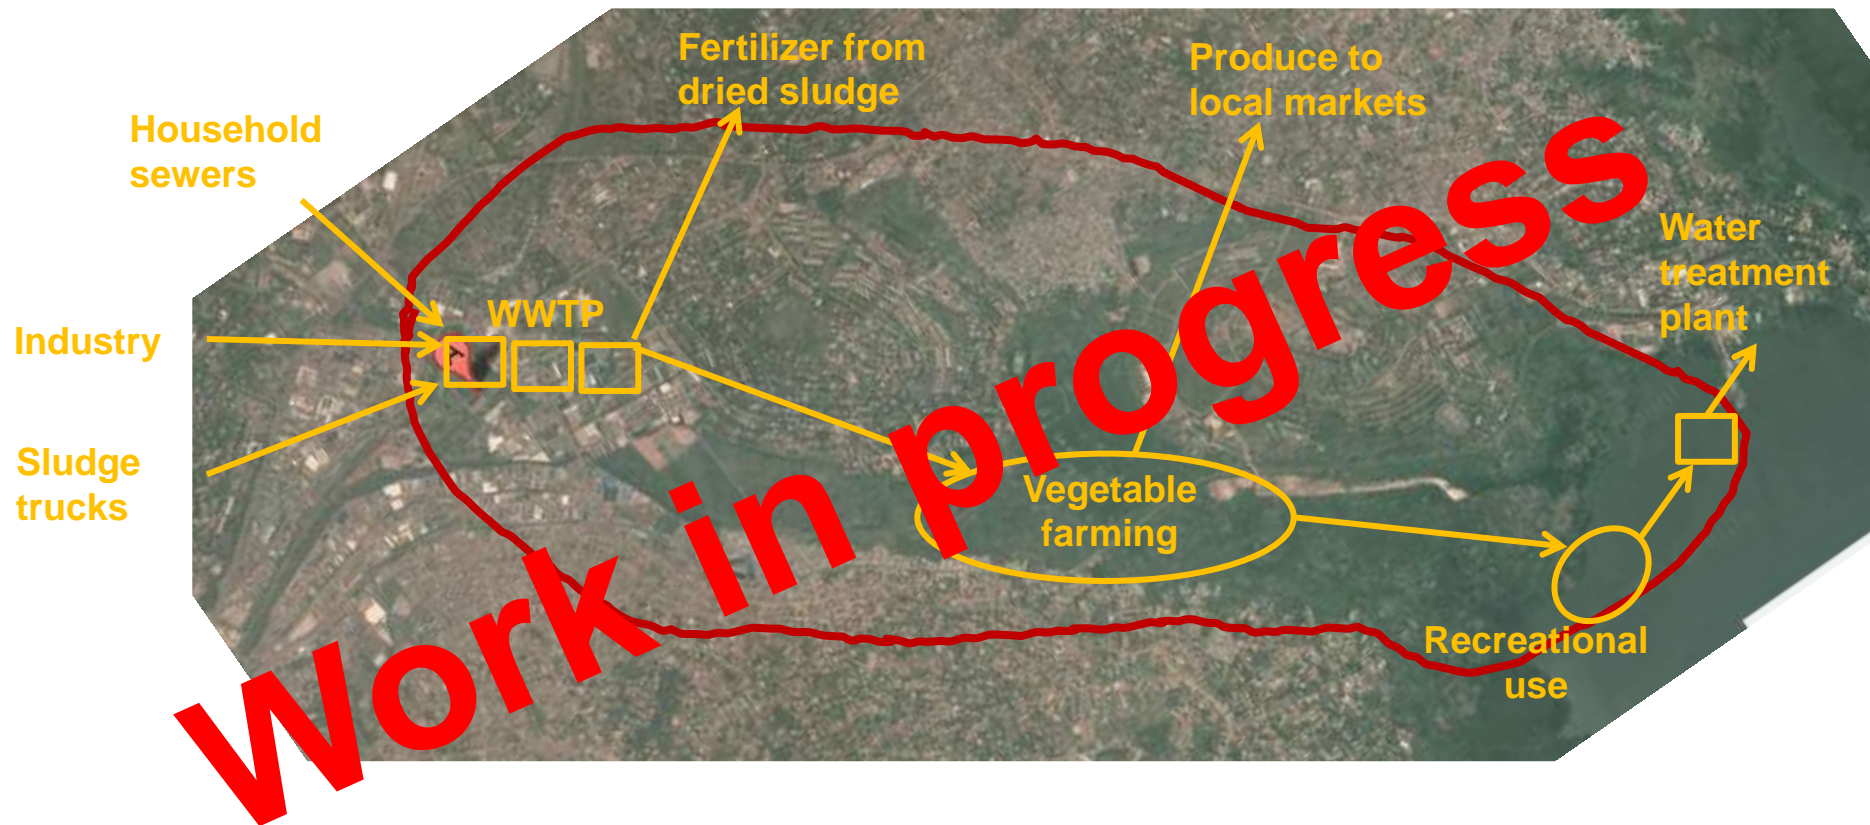 Fertilizer from
dried sludge
Produce to
local markets
Household
sewers
Water
treatment
plant
WWTP
Industry
Sludge
trucks
Vegetable
farming
Recreational
use
Work in progress